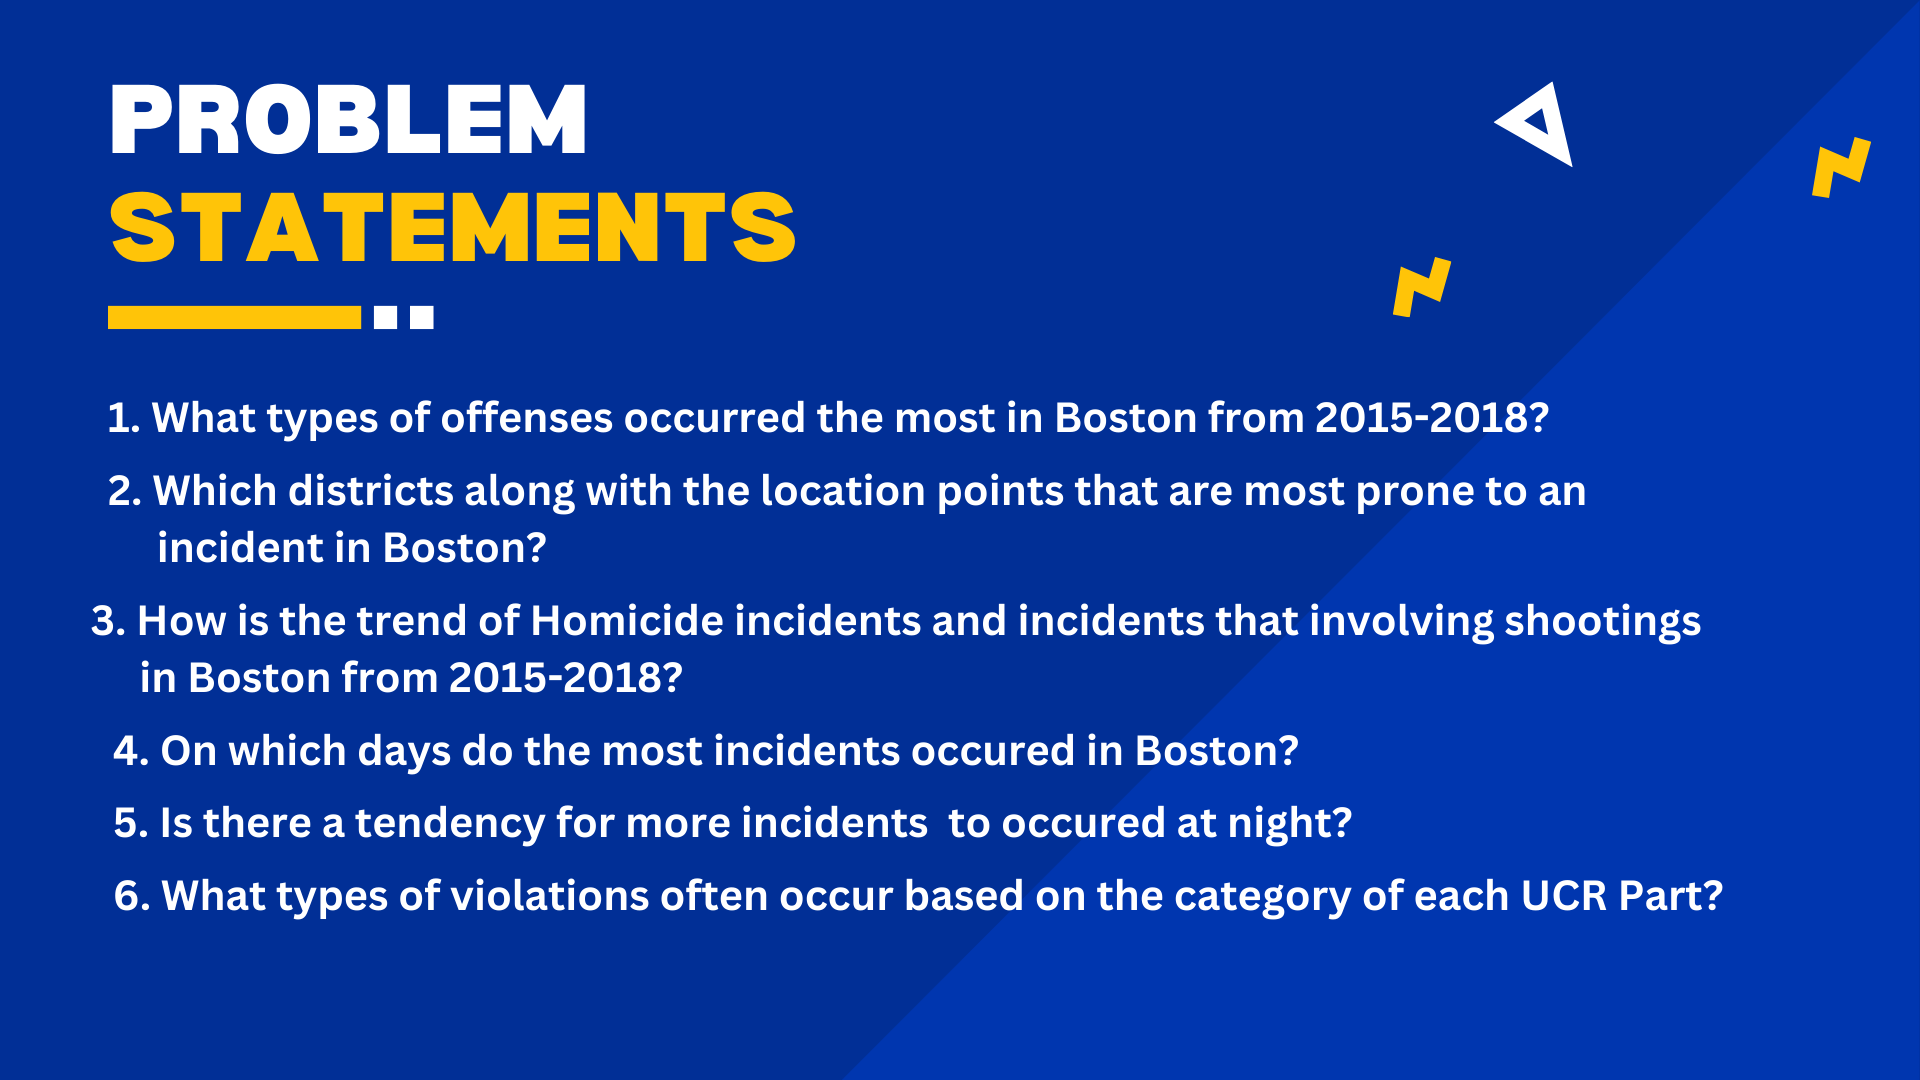 PROBLEM
STATEMENTS
1. What types of offenses occurred the most in Boston from 2015-2018?
2. Which districts along with the location points that are most prone to an
incident in Boston?
3. How is the trend of Homicide incidents and incidents that involving shootings
in Boston from 2015-2018?
4. On which days do the most incidents occured in Boston?
5. Is there a tendency for more incidents  to occured at night?
6. What types of violations often occur based on the category of each UCR Part?